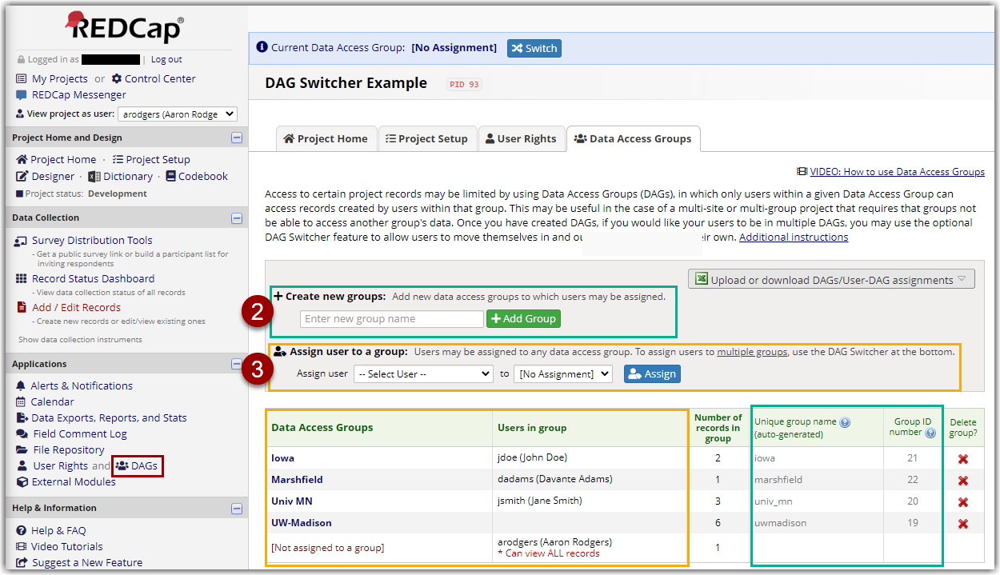 REDCap®
Logged in as | Log out
My Projects or Control Center
REDCap Messenger
View project as user: arodgers (Aaron Rodge
Project Home and Design
Project Home · Project Setup
Designer · Dictionary · Codebook
Project status: Development
Data Collection
Survey Distribution Tools
- Get a public survey link or build a participant list for
inviting respondents
Record Status Dashboard
- View data collection status of all records
Add / Edit Records
- Create new records or edit/view existing ones
Show data collection instruments
Applications
Alerts & Notifications
Calendar
Data Exports, Reports, and Stats
Field Comment Log
File Repository
User Rights and DAGs
External Modules
Help & Information
Help & FAQ
Video Tutorials
Suggest a New Feature
Current Data Access Group: [No Assignment] Switch
DAG Switcher Example PID 93
Project Home Project Setup User Rights Data Access Groups
VIDEO: How to use Data Access Groups
Access to certain project records may be limited by using Data Access Groups (DAGs), in which only users within a given Data Access Group can
access records created by users within that group. This may be useful in the case of a multi-site or multi-group project that requires that groups not
be able to access another group's data. Once you have created DAGs, if you would like your users to be in multiple DAGs, you may use the optional
DAG Switcher feature to allow users to move themselves in and own. Additional instructions
Upload or download DAGs/User-DAG assignments
2
Create new groups: Add new data access groups to which users may be assigned.
Enter new group name Add Group
3
Assign user to a group: Users may be assigned to any data access group. To assign users to multiple groups, use the DAG Switcher at the bottom.
Assign user -- Select User -- to [No Assignment] Assign
Data Access Groups Users in group Number of records in group Unique group name (auto-generated) Group ID number Delete group?
Iowa jdoe (John Doe) 2 iowa 21
Marshfield dadams (Davante Adams) 1 marshfield 22
Univ MN jsmith (Jane Smith) 3 univ_mn 20
UW-Madison 6 uwmadison 19
[Not assigned to a group] arodgers (Aaron Rodgers) 1
* Can view ALL records